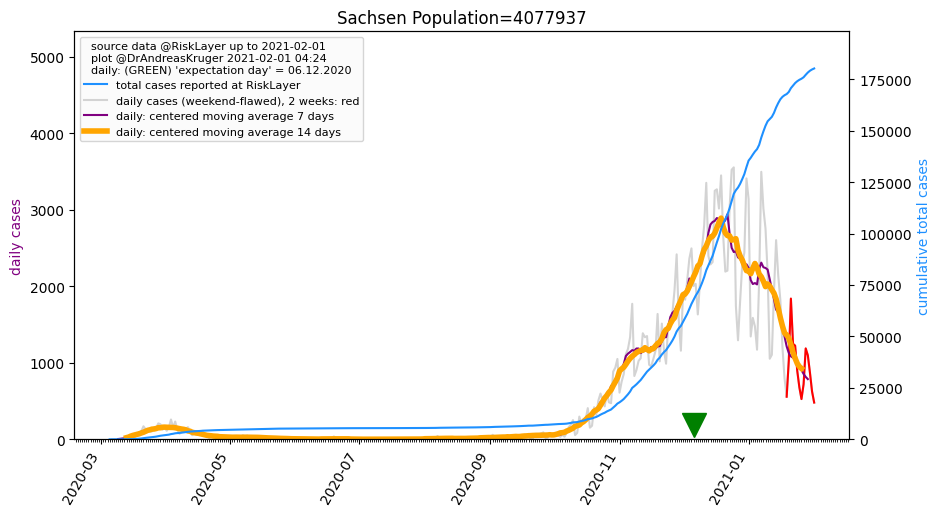 Sachsen Population=4077937
source data @RiskLayer up to 2021-02-01
plot @DrAndreasKruger 2021-02-01 04:24
daily: (GREEN) 'expectation day' = 06.12.2020
total cases reported at RiskLayer
daily cases (weekend-flawed), 2 weeks: red
daily: centered moving average 7 days
daily: centered moving average 14 days
daily cases
5000
4000
3000
2000
1000
0
cumulative total cases
175000
150000
125000
100000
75000
50000
25000
0
2020-03
2020-05
2020-07
2020-09
2020-11
2021-01